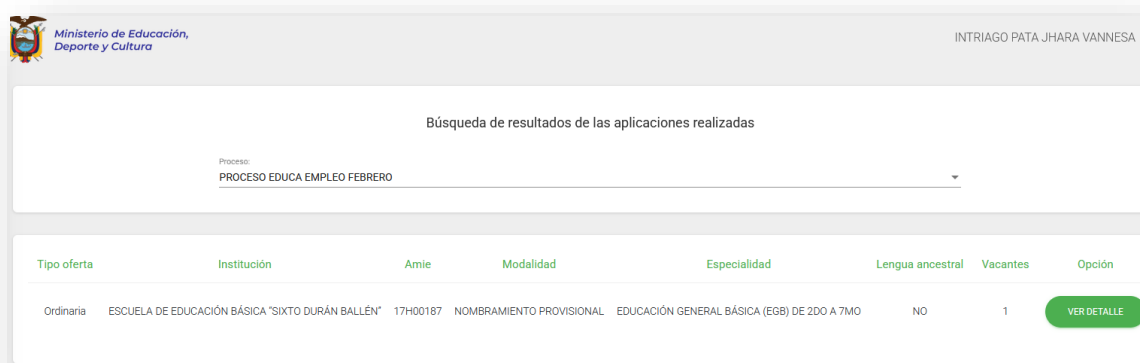 Ministerio de Educación,
Deporte y Cultura
INTRIAGO PATA JHARA VANNESA
Búsqueda de resultados de las aplicaciones realizadas
Proceso:
PROCESO EDUCA EMPLEO FEBRERO
Tipo oferta Institución Amie Modalidad Especialidad Lengua ancestral Vacantes Opción
Ordinaria ESCUELA DE EDUCACIÓN BÁSICA "SIXTO DURÁN BALLÉN" 17H00187 NOMBRAMIENTO PROVISIONAL EDUCACIÓN GENERAL BÁSICA (EGB) DE 2DO A 7MO NO 1 VER DETALLE